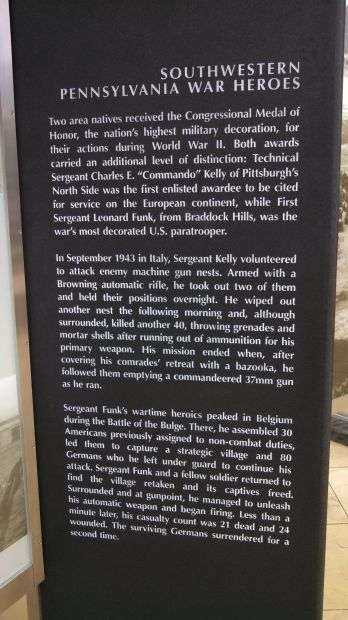 SOUTHWESTERN
PENNSYLVANIA WAR HEROES
Two area natives received the Congressional Medal of
Honor, the nation's highest military decoration, for
their actions during World War II. Both awards
carried an additional level of distinction: Technical
Sergeant Charles E. "Commando" Kelly of Pittsburgh's
North Side was the first enlisted awardee to be cited
for service on the European continent, while First
Sergeant Leonard Funk, from Braddock Hills, was the
war's most decorated U.S. paratrooper.
In September 1943 in Italy, Sergeant Kelly volunteered
to attack enemy machine gun nests. Armed with a
Browning automatic rifle, he took out two of them
and held their positions overnight. He wiped out
another nest the following morning and, although
surrounded, killed another 40, throwing grenades and
mortar shells after running out of ammunition for his
primary weapon. His mission ended when, after
covering his comrades' retreat with a bazooka, he
followed them emptying a commandeered 37mm gun
as he ran.
Sergeant Funk's wartime heroics peaked in Belgium
during the Battle of the Bulge. There, he assembled 30
Americans previously assigned to non-combat duties,
led them to capture a strategic village and 80
Germans who he left under guard to continue his
attack. Sergeant Funk and a fellow soldier returned to
find the village retaken and its captives freed.
Surrounded and at gunpoint, he managed to unleash
his automatic weapon and began firing. Less than a
minute later, his casualty count was 21 dead and 24
wounded. The surviving Germans surrendered for a
second time.